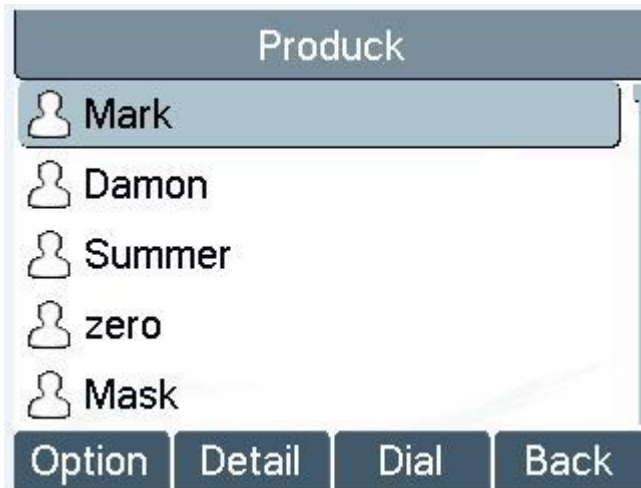 Produck
Mark
Damon
Summer
zero
Mask
Option Detail Dial Back